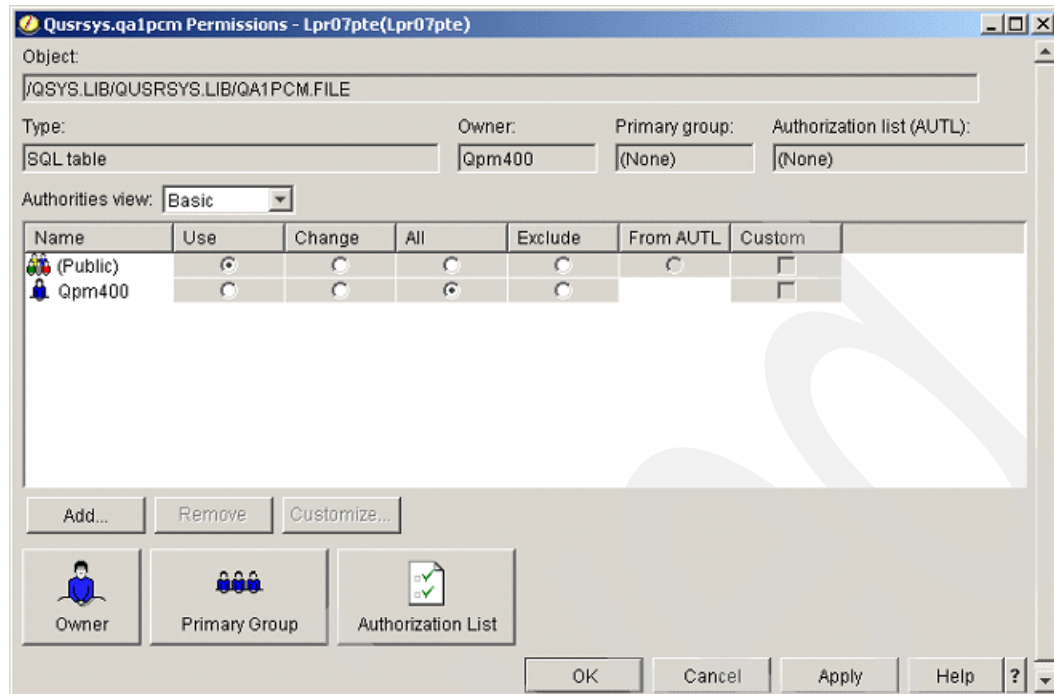 Qusrsys.qa1pcm Permissions - Lpr07pte(Lpr07pte)
Object:
/QSYS.LIB/QUSRSYS.LIB/QA1PCM.FILE
Type: Owner: Primary group: Authorization list (AUTL):
SQL table Qpm400 (None) (None)
Authorities view: Basic
Name Use Change All Exclude From AUTL Custom
(Public)
Qpm400
Add... Remove Customize...
Owner Primary Group Authorization List
OK Cancel Apply Help ?